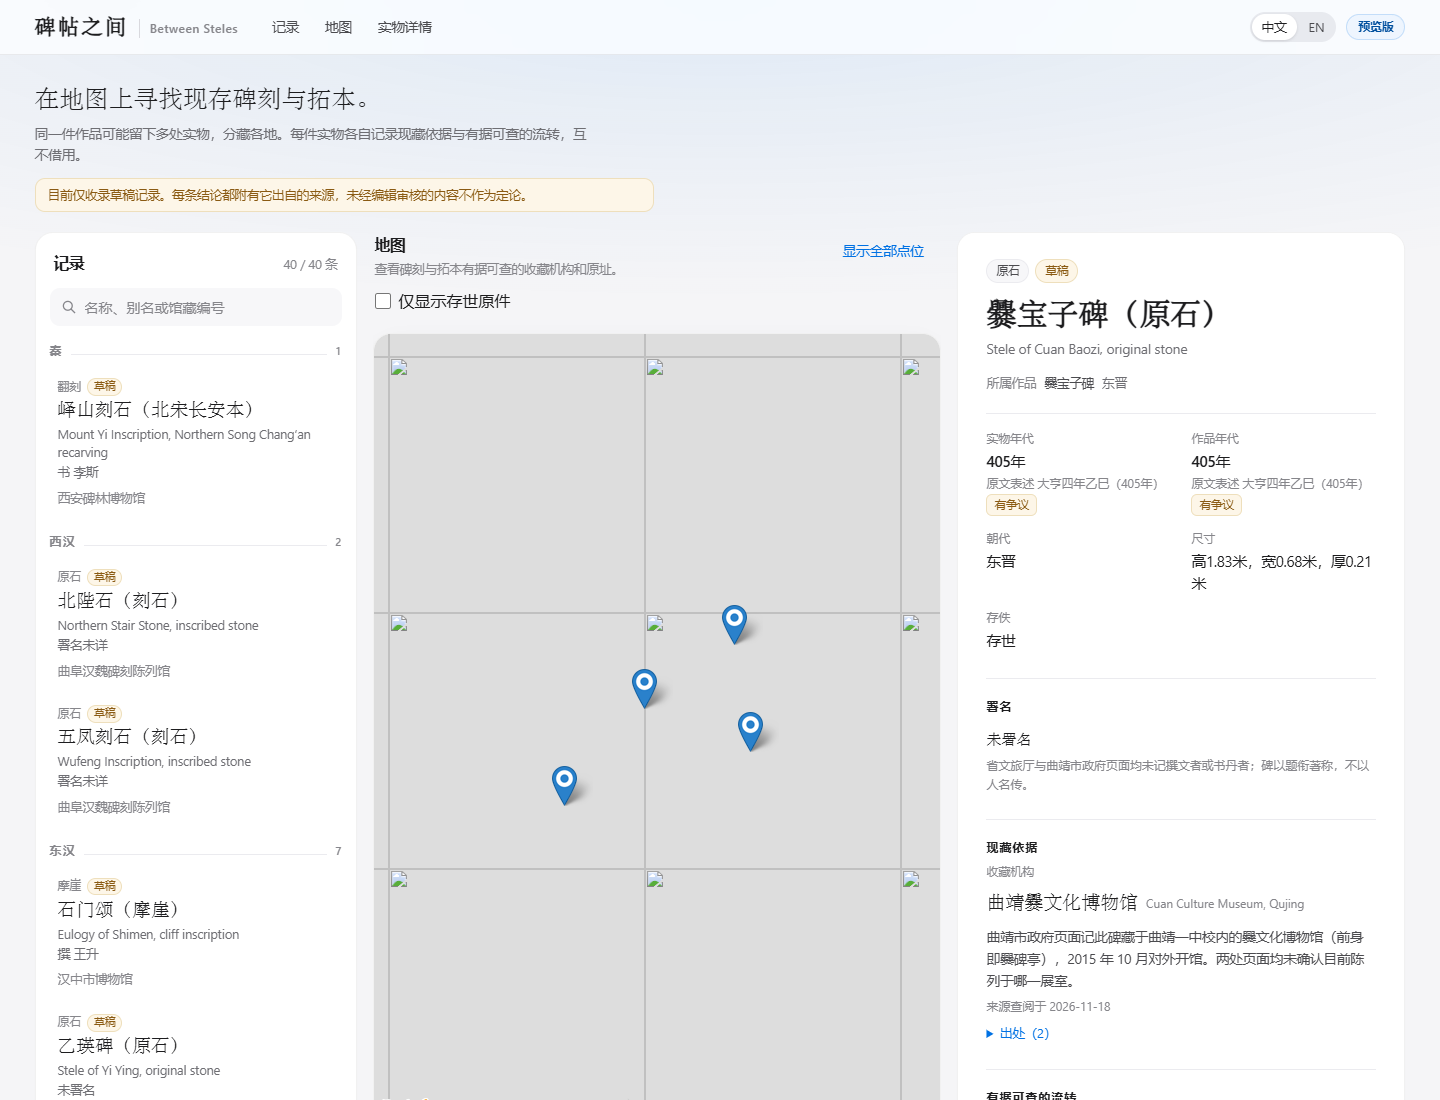 碑帖之间
Between Steles
记录
地图
实物详情
中文
EN
预览版
在地图上寻找现存碑刻与拓本。
同一件作品可能留下多处实物，分藏各地。每件实物各自记录现藏依据与有据可查的流转，互
不借用。
目前仅收录草稿记录。每条结论都附有它出自的来源，未经编辑审核的内容不作为定论。
记录
40 / 40 条
名称、别名或馆藏编号
秦
1
翻刻 草稿
峄山刻石（北宋长安本）
Mount Yi Inscription, Northern Song Chang’an
recarving
书 李斯
西安碑林博物馆
西汉
2
原石 草稿
北陛石（刻石）
Northern Stair Stone, inscribed stone
署名未详
曲阜汉魏碑刻陈列馆
原石 草稿
五凤刻石（刻石）
Wufeng Inscription, inscribed stone
署名未详
曲阜汉魏碑刻陈列馆
东汉
7
摩崖 草稿
石门颂（摩崖）
Eulogy of Shimen, cliff inscription
撰 王升
汉中市博物馆
原石 草稿
乙瑛碑（原石）
Stele of Yi Ying, original stone
未署名
地图
查看碑刻与拓本有据可查的收藏机构和原址。
显示全部点位
仅显示存世原件
原石 草稿
爨宝子碑（原石）
Stele of Cuan Baozi, original stone
所属作品 爨宝子碑 东晋
实物年代
405年
原文表述 大亨四年乙巳（405年）
有争议
作品年代
405年
原文表述 大亨四年乙巳（405年）
有争议
朝代
东晋
尺寸
高1.83米，宽0.68米，厚0.21
米
存佚
存世
署名
未署名
省文旅厅与曲靖市政府页面均未记撰文者或书丹者；碑以题衔著称，不以
人名传。
现藏依据
收藏机构
曲靖爨文化博物馆 Cuan Culture Museum, Qujing
曲靖市政府页面记此碑藏于曲靖一中校内的爨文化博物馆（前身
即爨碑亭），2015 年 10 月对外开馆。两处页面均未确认目前陈
列于哪一展室。
来源查阅于 2026-11-18
出处（2）
有据可查的流转